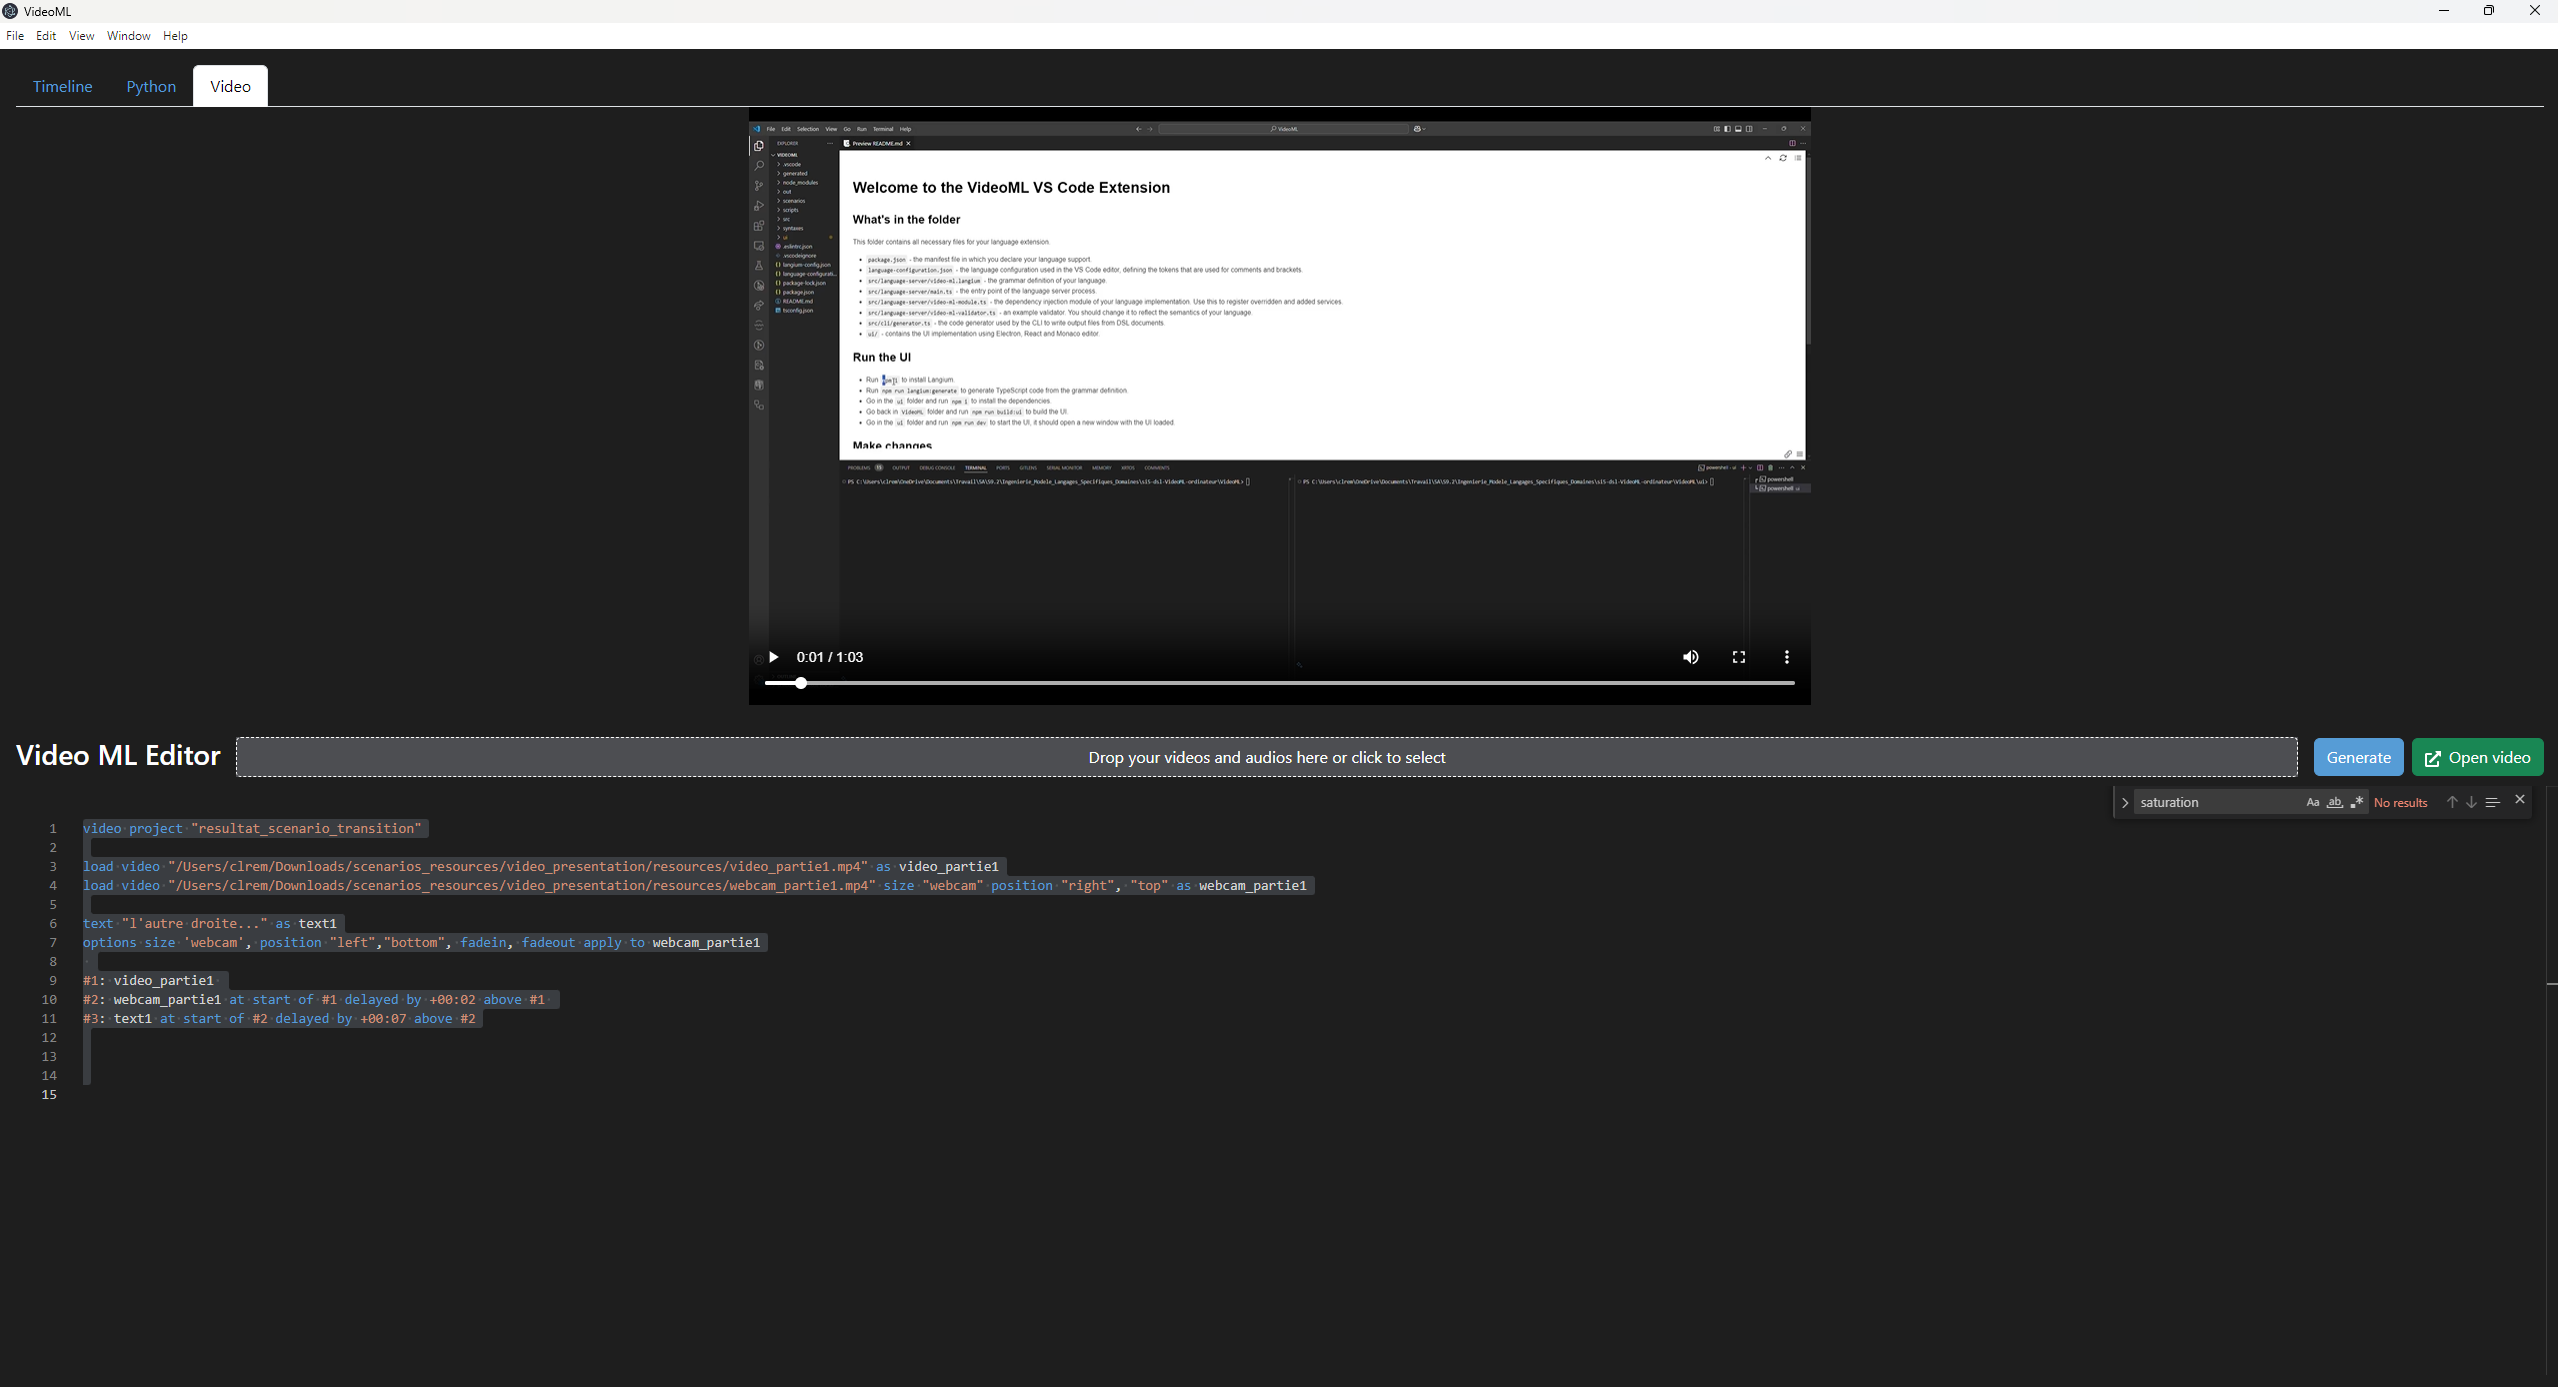 VideoML
File Edit View Window Help
Timeline Python Video
File Edit Selection View Go Run Terminal Help
VideoML
EXPLORER
Preview README.md
VIDEOML
.vscode
generated
node_modules
out
scenarios
scripts
src
syntaxes
ui
.eslintrc.json
.vscodeignore
langium-config.json
language-configurati...
package-lock.json
package.json
README.md
tsconfig.json
Welcome to the VideoML VS Code Extension
What's in the folder
This folder contains all necessary files for your language extension.
package.json - the manifest file in which you declare your language support.
language-configuration.json - the language configuration used in the VS Code editor, defining the tokens that are used for comments and brackets.
src/language-server/video-ml.langium - the grammar definition of your language.
src/language-server/main.ts - the entry point of the language server process.
src/language-server/video-ml-module.ts - the dependency injection module of your language implementation. Use this to register overridden and added services.
src/language-server/video-ml-validator.ts - an example validator. You should change it to reflect the semantics of your language.
src/cli/generator.ts - the code generator used by the CLI to write output files from DSL documents.
ui/ - contains the UI implementation using Electron, React and Monaco editor.
Run the UI
Run npm i to install Langium.
Run npm run langium:generate to generate TypeScript code from the grammar definition.
Go in the ui folder and run npm i to install the dependencies.
Go back in VideoML folder and run npm run build:ui to build the UI.
Go in the ui folder and run npm run dev to start the UI, it should open a new window with the UI loaded
Make changes
PROBLEMS OUTPUT DEBUG CONSOLE TERMINAL PORTS GITLENS SERIAL MONITOR MEMORY XRTOS COMMENTS
powershell - ui
PS C:\Users\clrem\OneDrive\Documents\Travail\SA\S9.2\Ingenierie_Modele_Langages_Specifiques_Domaines\si5-dsl-VideoML-ordinateur\VideoML>
PS C:\Users\clrem\OneDrive\Documents\Travail\SA\S9.2\Ingenierie_Modele_Langages_Specifiques_Domaines\si5-dsl-VideoML-ordinateur\VideoML\ui>
powershell
powershell ui
0:01 / 1:03
Video ML Editor
Drop your videos and audios here or click to select
Generate
Open video
saturation Aa ab .* No results
1 video project "resultat_scenario_transition"
2
3 load video "/Users/clrem/Downloads/scenarios_resources/video_presentation/resources/video_partie1.mp4" as video_partie1
4 load video "/Users/clrem/Downloads/scenarios_resources/video_presentation/resources/webcam_partie1.mp4" size "webcam" position "right", "top" as webcam_partie1
5
6 text "l'autre droite..." as text1
7 options size 'webcam', position "left","bottom", fadein, fadeout apply to webcam_partie1
8
9 #1: video_partie1
10 #2: webcam_partie1 at start of #1 delayed by +00:02 above #1
11 #3: text1 at start of #2 delayed by +00:07 above #2
12
13
14
15